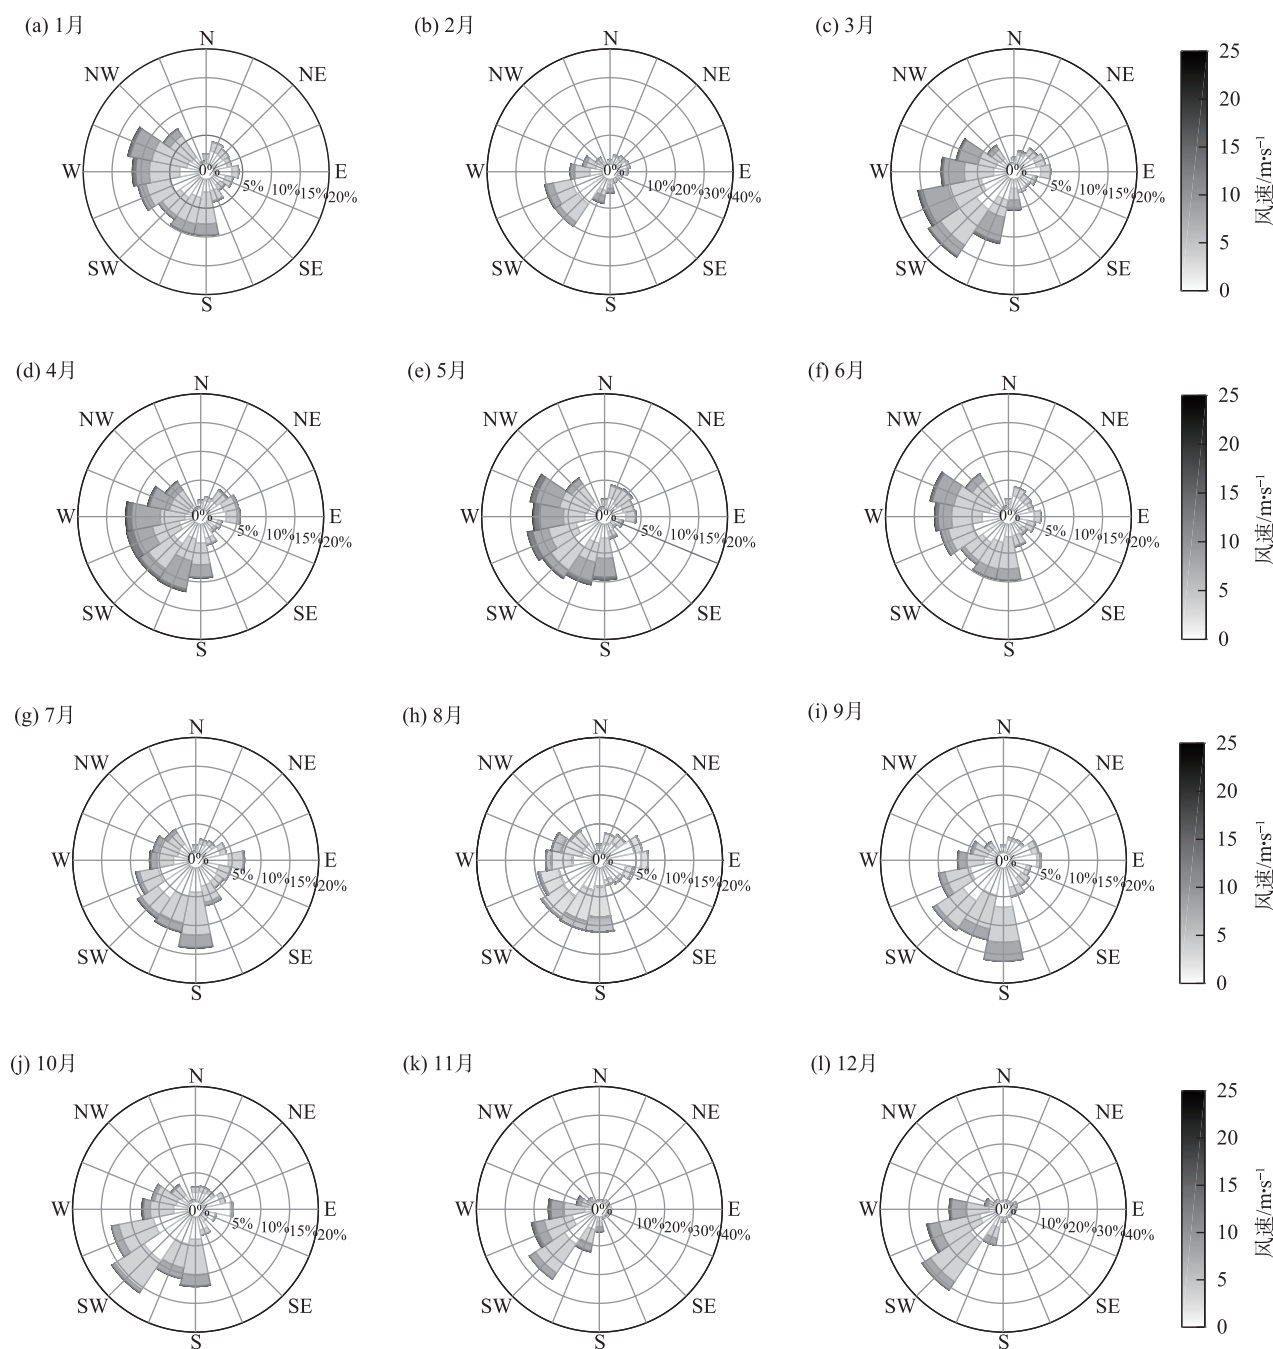 (a) 1月
(b) 2月
(c) 3月
N
NE
E
SE
S
SW
W
NW
0%
5%
10%
15%
20%
N
NE
E
SE
S
SW
W
NW
0%
10%
20%
30%
40%
N
NE
E
SE
S
SW
W
NW
0%
5%
10%
15%
20%
25
20
15
10
5
0
风速/m•s⁻¹
(d) 4月
(e) 5月
(f) 6月
N
NE
E
SE
S
SW
W
NW
0%
5%
10%
15%
20%
N
NE
E
SE
S
SW
W
NW
0%
5%
10%
15%
20%
N
NE
E
SE
S
SW
W
NW
0%
5%
10%
15%
20%
25
20
15
10
5
0
风速/m•s⁻¹
(g) 7月
(h) 8月
(i) 9月
N
NE
E
SE
S
SW
W
NW
0%
5%
10%
15%
20%
N
NE
E
SE
S
SW
W
NW
0%
5%
10%
15%
20%
N
NE
E
SE
S
SW
W
NW
0%
5%
10%
15%
20%
25
20
15
10
5
0
风速/m•s⁻¹
(j) 10月
(k) 11月
(l) 12月
N
NE
E
SE
S
SW
W
NW
0%
5%
10%
15%
20%
N
NE
E
SE
S
SW
W
NW
0%
10%
20%
30%
40%
N
NE
E
SE
S
SW
W
NW
0%
10%
20%
30%
40%
25
20
15
10
5
0
风速/m•s⁻¹